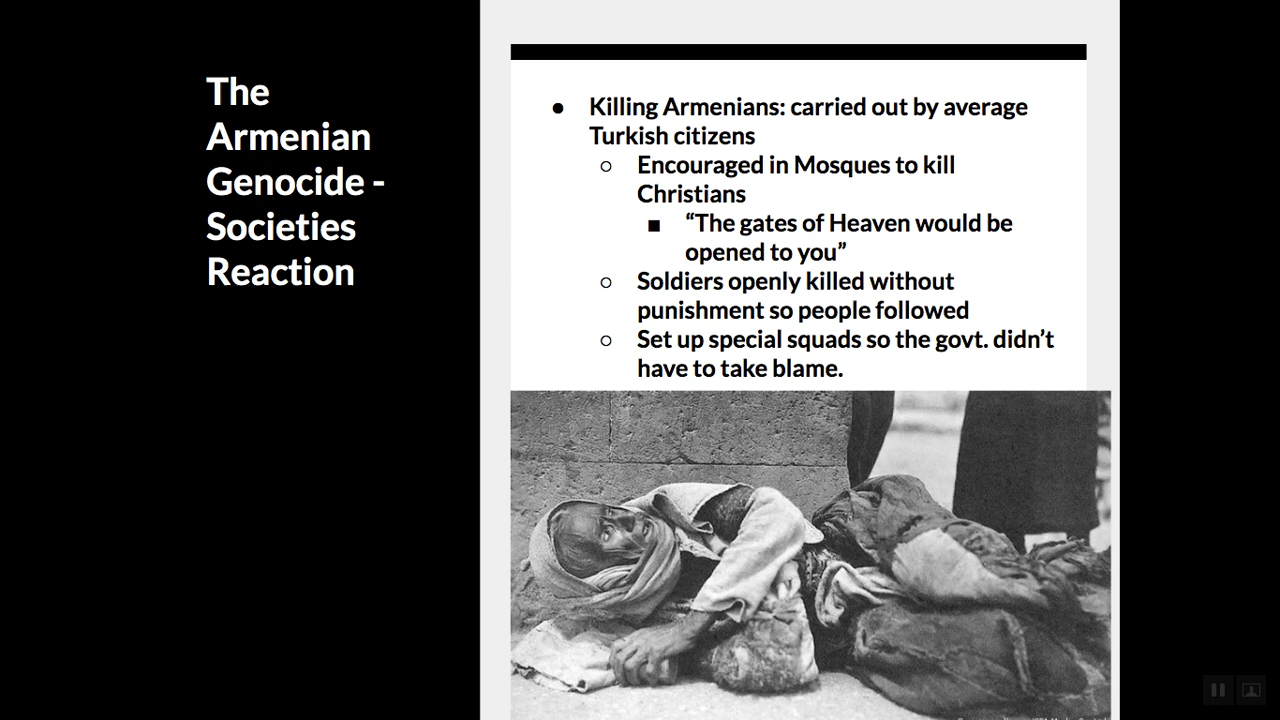 The
Armenian
Genocide -
Societies
Reaction
● Killing Armenians: carried out by average
Turkish citizens
○ Encouraged in Mosques to kill
Christians
■ “The gates of Heaven would be
opened to you”
○ Soldiers openly killed without
punishment so people followed
○ Set up special squads so the govt. didn’t
have to take blame.